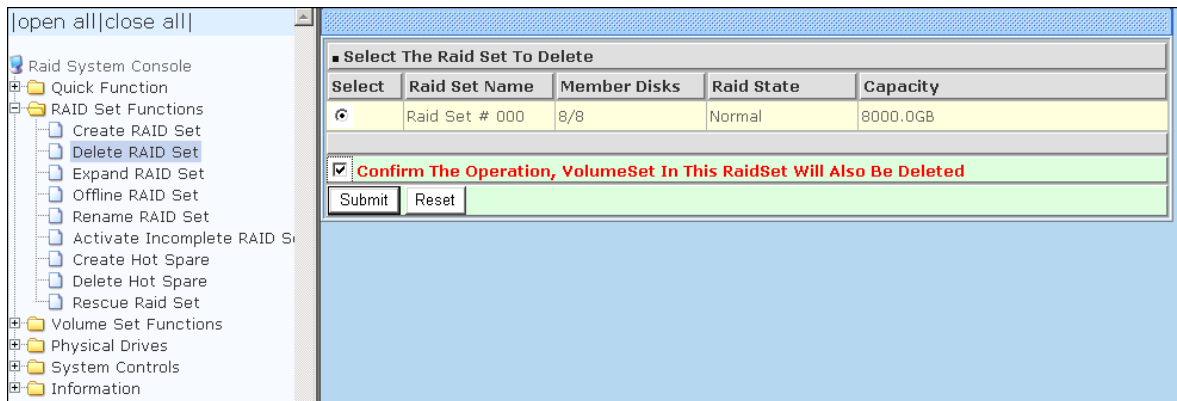 |open all|close all|
Raid System Console
Quick Function
RAID Set Functions
Create RAID Set
Delete RAID Set
Expand RAID Set
Offline RAID Set
Rename RAID Set
Activate Incomplete RAID S
Create Hot Spare
Delete Hot Spare
Rescue Raid Set
Volume Set Functions
Physical Drives
System Controls
Information
Select The Raid Set To Delete
Select Raid Set Name Member Disks Raid State Capacity
Raid Set # 000 8/8 Normal 8000.0GB
Confirm The Operation, VolumeSet In This RaidSet Will Also Be Deleted
Submit Reset